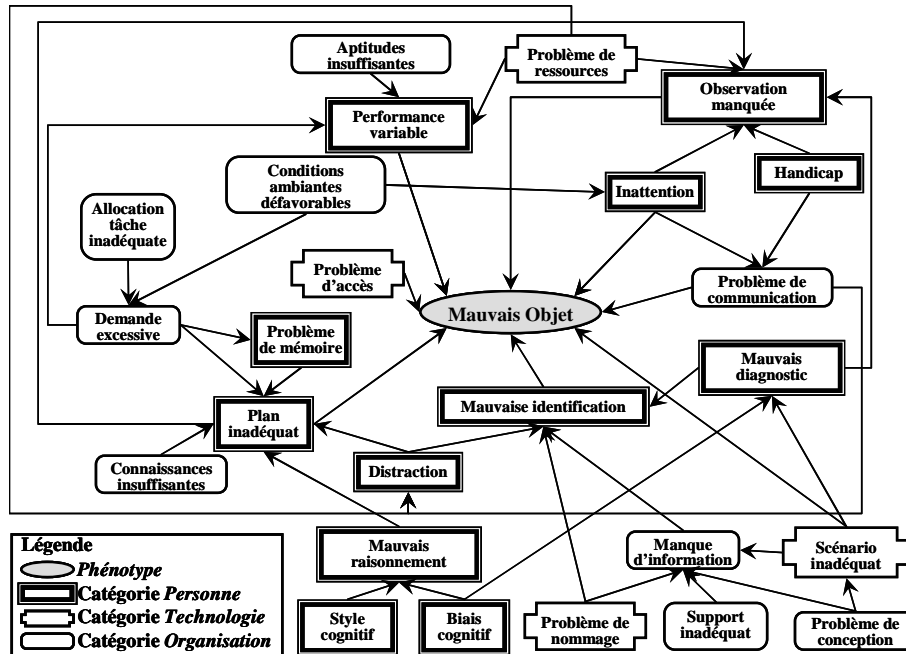 Aptitudes
insuffisantes
Problème de
ressources
Observation
manquée
Performance
variable
Conditions
ambiantes
défavorables
Inattention
Handicap
Allocation
tâche
inadéquate
Problème
d'accès
Problème de
communication
Mauvais Objet
Demande
excessive
Problème
de mémoire
Mauvais
diagnostic
Plan
inadéquat
Mauvaise identification
Connaissances
insuffisantes
Distraction
Mauvais
raisonnement
Manque
d'information
Scénario
inadéquat
Style
cognitif
Biais
cognitif
Problème de
nommage
Support
inadéquat
Problème de
conception
Légende
Phénotype
Catégorie Personne
Catégorie Technologie
Catégorie Organisation